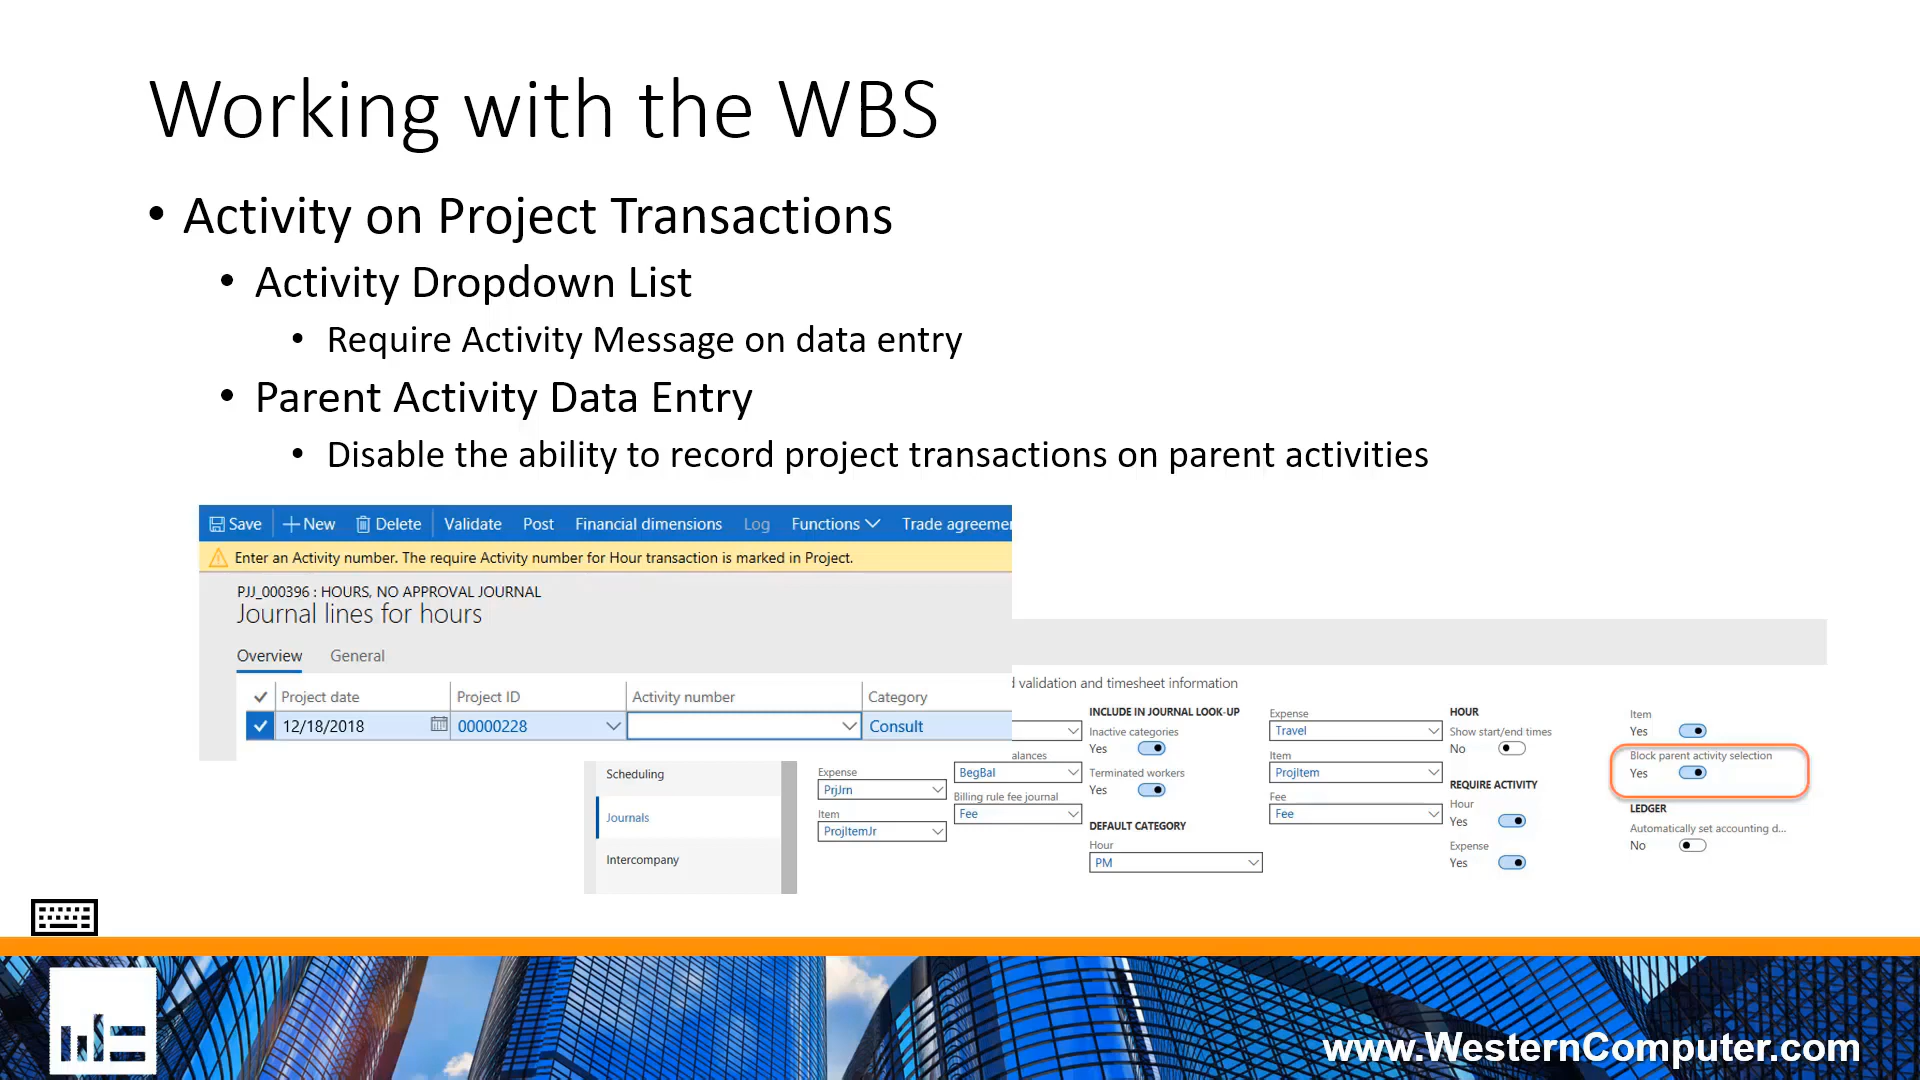 Working with the WBS
• Activity on Project Transactions
• Activity Dropdown List
• Require Activity Message on data entry
• Parent Activity Data Entry
• Disable the ability to record project transactions on parent activities
Save New Delete Validate Post Financial dimensions Log Functions Trade agreemen
Enter an Activity number. The require Activity number for Hour transaction is marked in Project.
PJJ_000396 : HOURS, NO APPROVAL JOURNAL
Journal lines for hours
Overview General
Project date Project ID Activity number Category
12/18/2018 00000228 Consult
Scheduling
Journals
Intercompany
d validation and timesheet information
Expense
PrjJrn
Item
ProjItemJr
alances
BegBal
Billing rule fee journal
Fee
INCLUDE IN JOURNAL LOOK-UP
Inactive categories
Yes
Terminated workers
Yes
DEFAULT CATEGORY
Hour
PM
Expense
Travel
Item
ProjItem
Fee
Fee
HOUR
Show start/end times
No
REQUIRE ACTIVITY
Hour
Yes
Expense
Yes
Item
Yes
Block parent activity selection
Yes
LEDGER
Automatically set accounting d...
No
www.WesternComputer.com